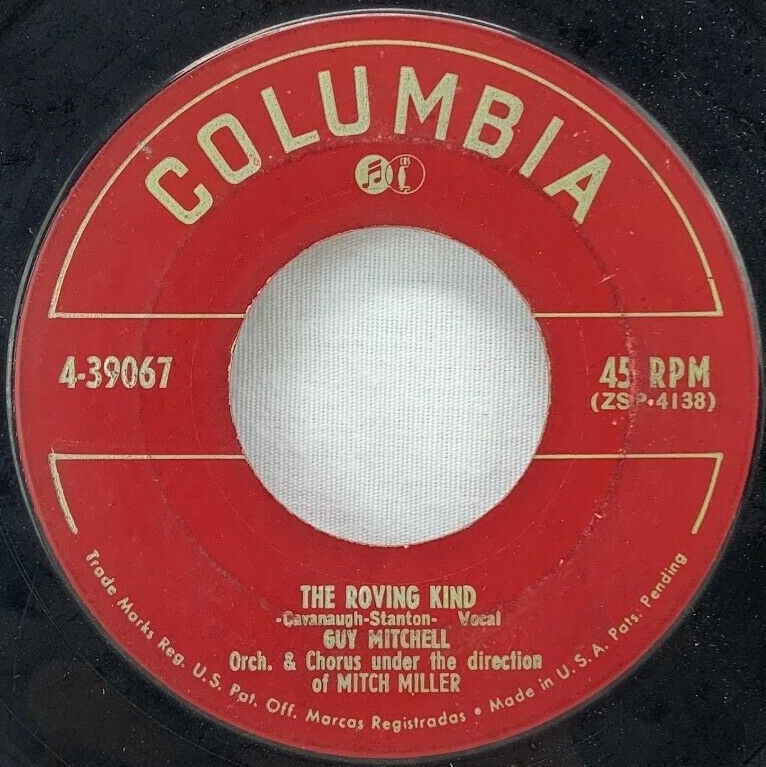 COLUMBIA
CBS
4-39067
45 RPM
(ZSP-4138)
THE ROVING KIND
-Cavanaugh-Stanton- Vocal
GUY MITCHELL
Orch. & Chorus under the direction
of MITCH MILLER
Trade Marks Reg. U.S. Pat. Off. Marcas Registradas • Made in U.S.A. Pats. Pending